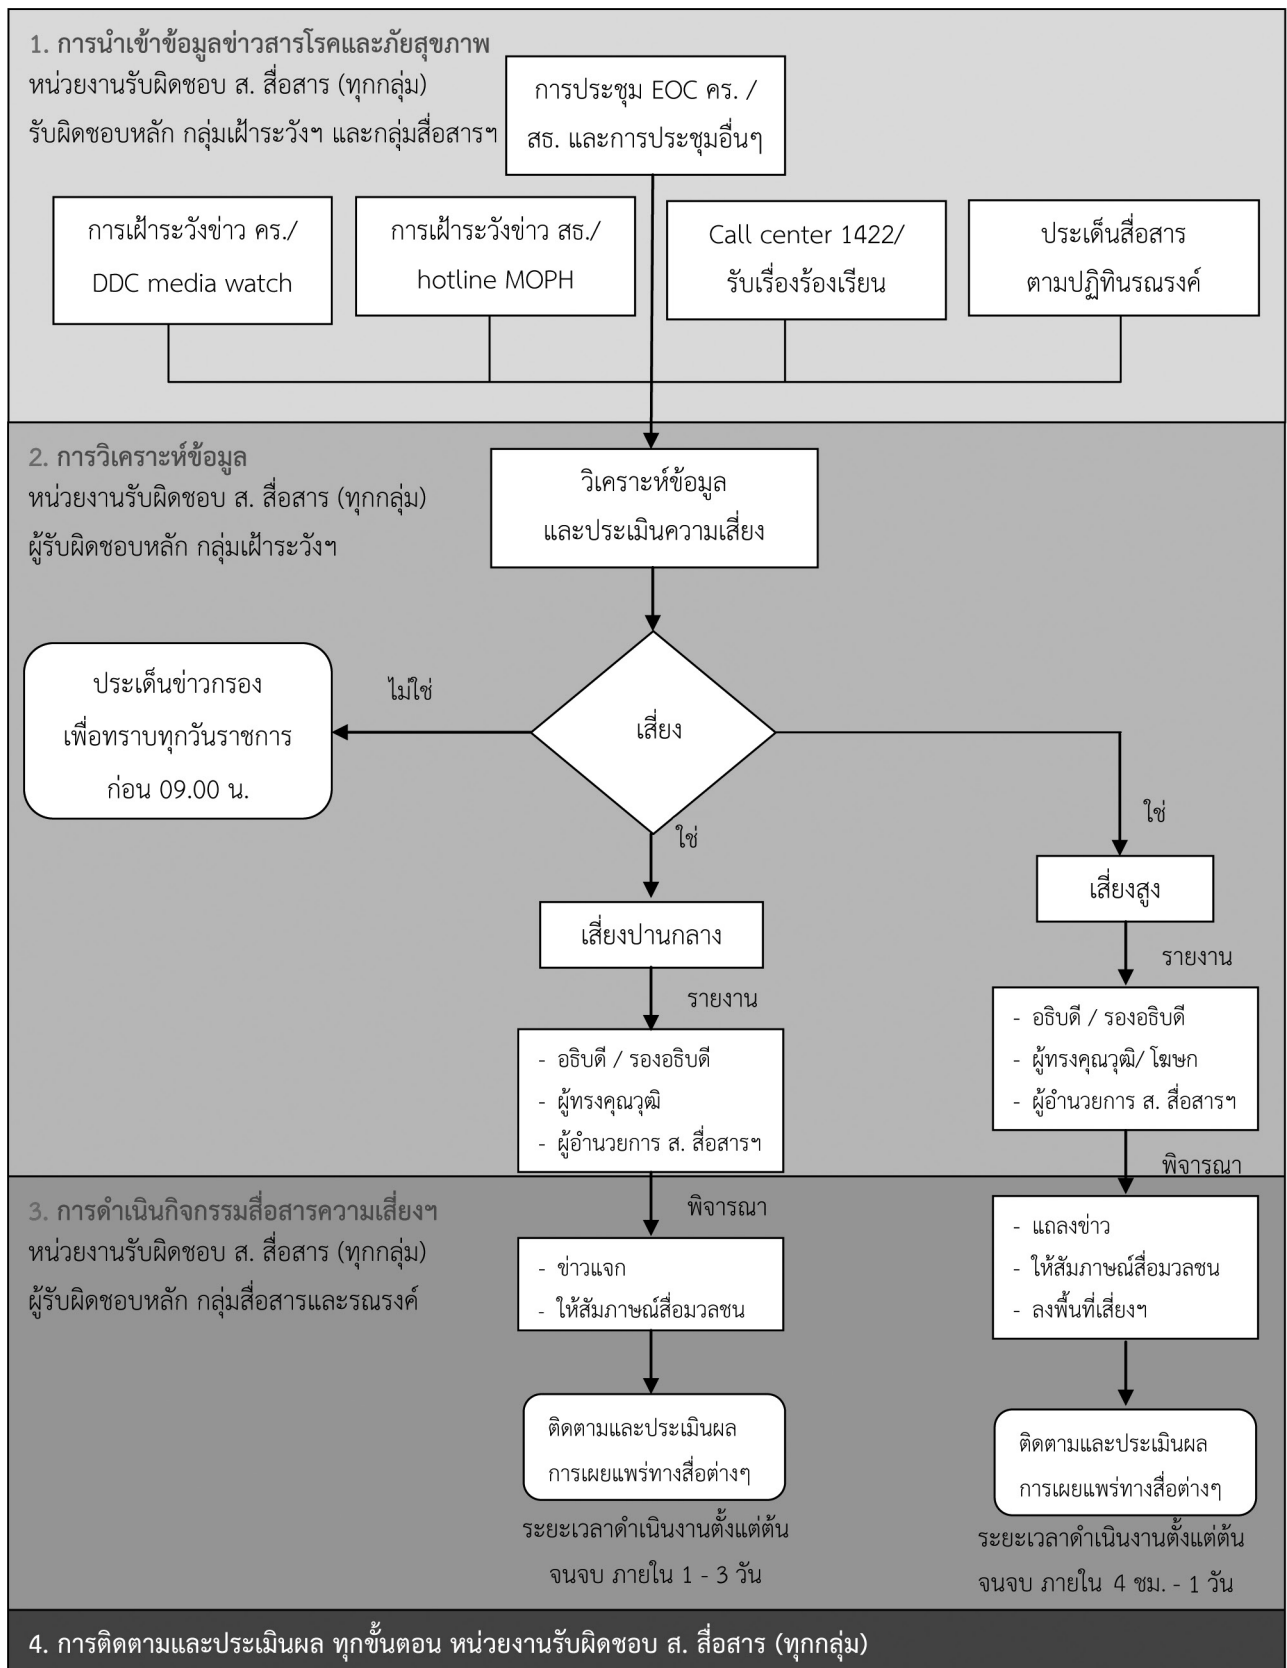 1. การนำเข้าข้อมูลข่าวสารโรคและภัยสุขภาพ
หน่วยงานรับผิดชอบ ส. สื่อสาร (ทุกกลุ่ม)
รับผิดชอบหลัก กลุ่มเฝ้าระวังฯ และกลุ่มสื่อสารฯ
การประชุม EOC คร. /
สธ. และการประชุมอื่นๆ
การเฝ้าระวังข่าว คร./
DDC media watch
การเฝ้าระวังข่าว สธ./
hotline MOPH
Call center 1422/
รับเรื่องร้องเรียน
ประเด็นสื่อสาร
ตามปฏิทินรณรงค์
2. การวิเคราะห์ข้อมูล
หน่วยงานรับผิดชอบ ส. สื่อสาร (ทุกกลุ่ม)
ผู้รับผิดชอบหลัก กลุ่มเฝ้าระวังฯ
วิเคราะห์ข้อมูล
และประเมินความเสี่ยง
ประเด็นข่าวกรอง
เพื่อทราบทุกวันราชการ
ก่อน 09.00 น.
ไม่ใช่
เสี่ยง
ใช่
ใช่
เสี่ยงปานกลาง
เสี่ยงสูง
รายงาน
รายงาน
- อธิบดี / รองอธิบดี
- ผู้ทรงคุณวุฒิ
- ผู้อำนวยการ ส. สื่อสารฯ
- อธิบดี / รองอธิบดี
- ผู้ทรงคุณวุฒิ/ โฆษก
- ผู้อำนวยการ ส. สื่อสารฯ
พิจารณา
พิจารณา
3. การดำเนินกิจกรรมสื่อสารความเสี่ยงฯ
หน่วยงานรับผิดชอบ ส. สื่อสาร (ทุกกลุ่ม)
ผู้รับผิดชอบหลัก กลุ่มสื่อสารและรณรงค์
- ข่าวแจก
- ให้สัมภาษณ์สื่อมวลชน
- แถลงข่าว
- ให้สัมภาษณ์สื่อมวลชน
- ลงพื้นที่เสี่ยงฯ
ติดตามและประเมินผล
การเผยแพร่ทางสื่อต่างๆ
ระยะเวลาดำเนินงานตั้งแต่ต้น
จนจบ ภายใน 1 - 3 วัน
ติดตามและประเมินผล
การเผยแพร่ทางสื่อต่างๆ
ระยะเวลาดำเนินงานตั้งแต่ต้น
จนจบ ภายใน 4 ชม. - 1 วัน
4. การติดตามและประเมินผล ทุกขั้นตอน หน่วยงานรับผิดชอบ ส. สื่อสาร (ทุกกลุ่ม)